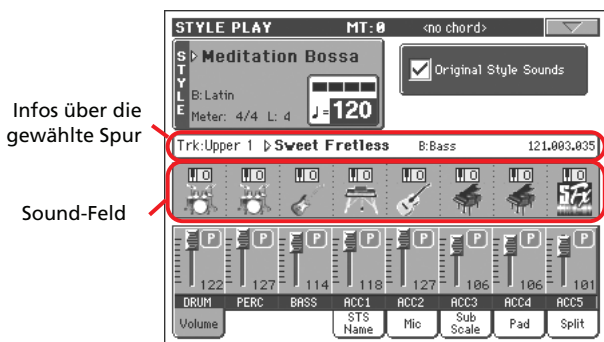 STYLE PLAY MT:0 <no chord>
STYLE
Meditation Bossa
B:Latin
Meter: 4/4 L: 4
♩=120
Original Style Sounds
Infos über die
gewählte Spur
Trk:Upper 1 Sweet Fretless B:Bass 121.003.035
Sound-Feld
SFX
P P P P P P P P
122 127 114 118 127 106 106 101
DRUM PERC BASS ACC1 ACC2 ACC3 ACC4 ACC5
Volume STS Name Mic Sub Scale Pad Split